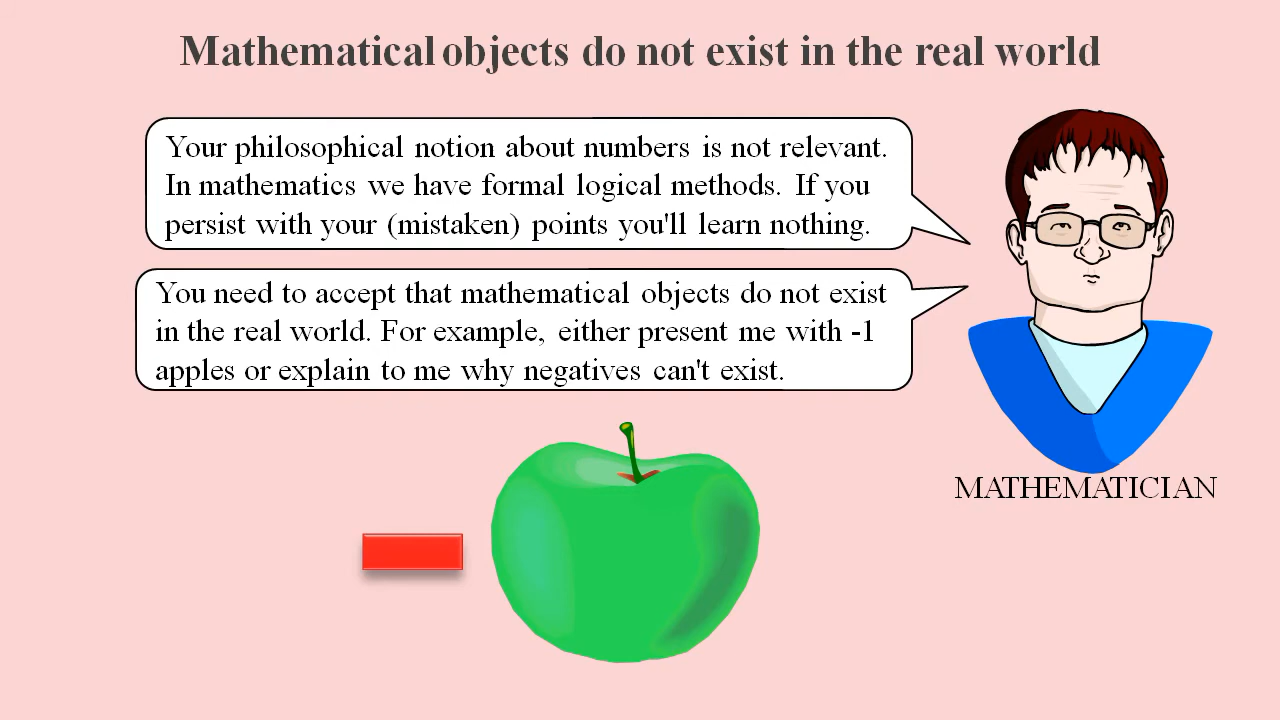 Mathematical objects do not exist in the real world
Your philosophical notion about numbers is not relevant.
In mathematics we have formal logical methods. If you
persist with your (mistaken) points you'll learn nothing.
You need to accept that mathematical objects do not exist
in the real world. For example, either present me with -1
apples or explain to me why negatives can't exist.
MATHEMATICIAN